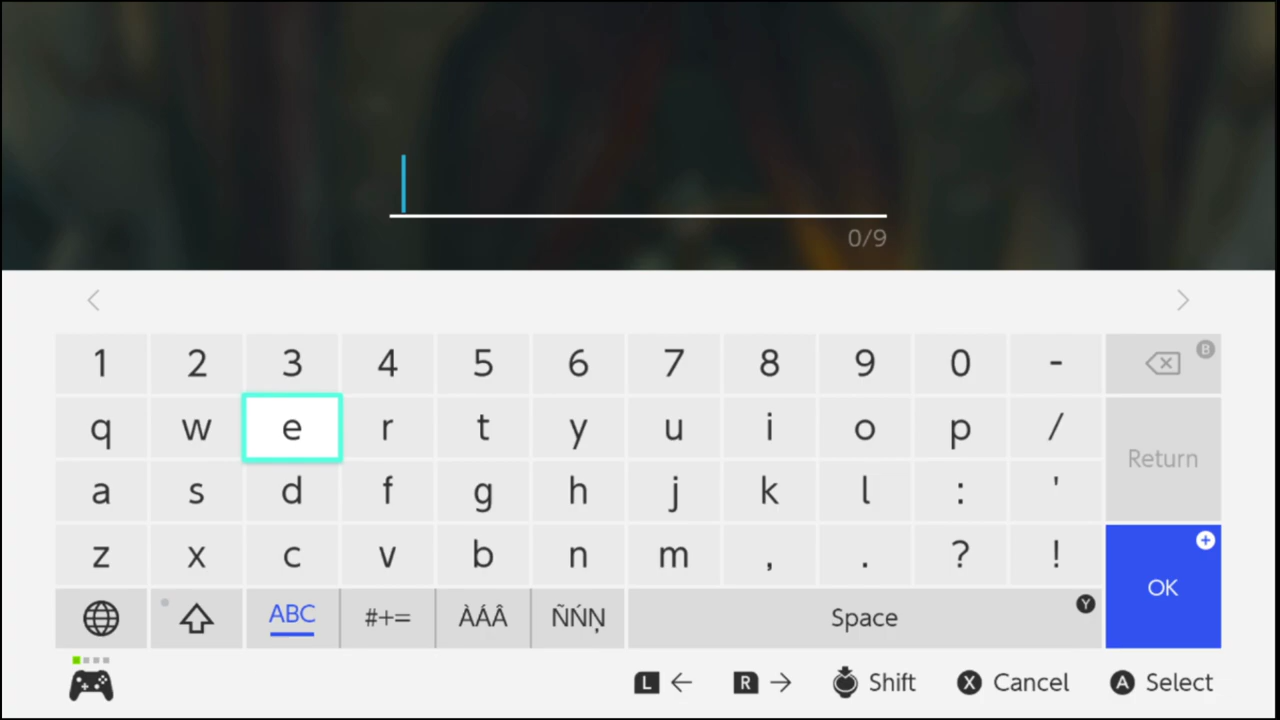 0/9
1 2 3 4 5 6 7 8 9 0 -
B
q w e r t y u i o p /
Return
a s d f g h j k l : '
z x c v b n m , . ? !
+
OK
ABC #+= ÀÁÂ ÑŃŅ Space Y
L ← R → Shift X Cancel A Select